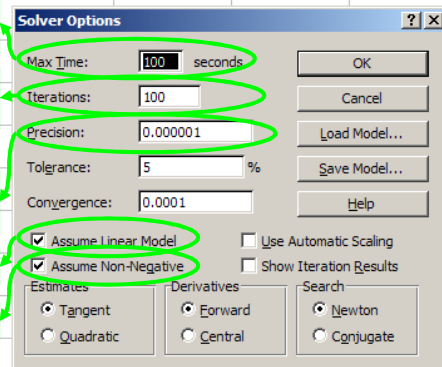 Solver Options
Max Time: 100 seconds OK
Iterations: 100 Cancel
Precision: 0.000001 Load Model...
Tolerance: 5 % Save Model...
Convergence: 0.0001 Help
Assume Linear Model Use Automatic Scaling
Assume Non-Negative Show Iteration Results
Estimates Derivatives Search
Tangent Forward Newton
Quadratic Central Conjugate